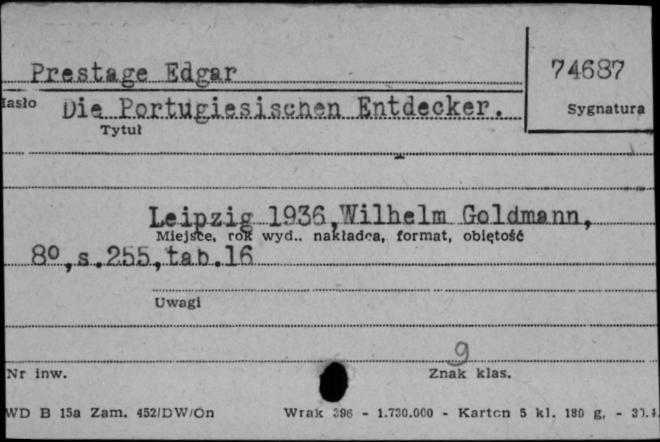 Prestage Edgar
74687
Hasło
Die Portugiesischen Entdecker.
Sygnatura
Tytuł
Leipzig 1936,Wilhelm Goldmann,
Miejsce, rok wyd., nakładca, format, objętość
8º,s.255,tab.16
Uwagi
9
Nr inw.
Znak klas.
WD B 15a Zam. 452/DW/On
Wrak 396 - 1.730.000 - Karton 5 kl. 180 g. -